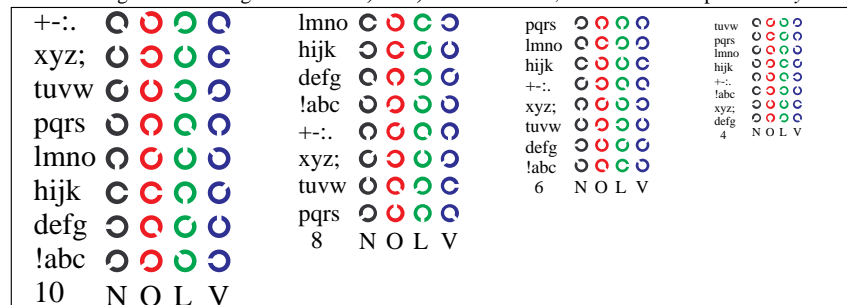 +-:.
xyz;
tuvw
pqrs
lmno
hijk
defg
!abc
10 N O L V
lmno
hijk
defg
!abc
+-:.
xyz;
tuvw
pqrs
8 N O L V
pqrs
lmno
hijk
+-:.
xyz;
tuvw
defg
!abc
6 N O L V
tuvw
pqrs
lmno
hijk
+-:.
!abc
xyz;
defg
4 N O L V